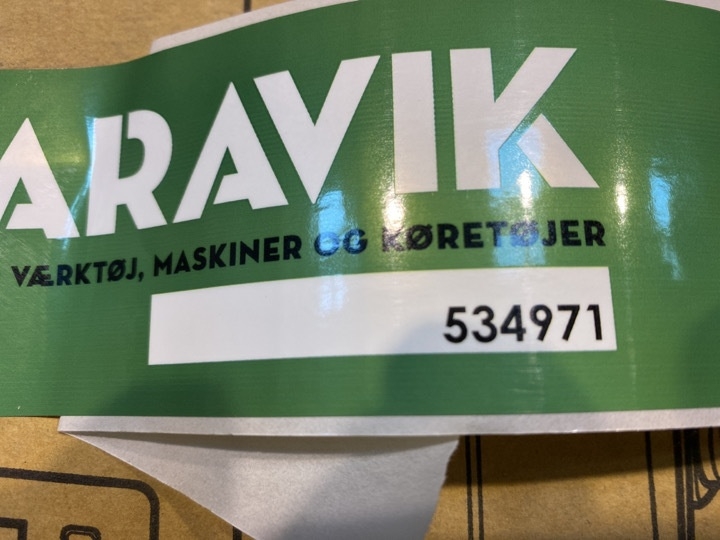 ARAVIK
VÆRKTØJ, MASKINER OG KØRETØJER
534971